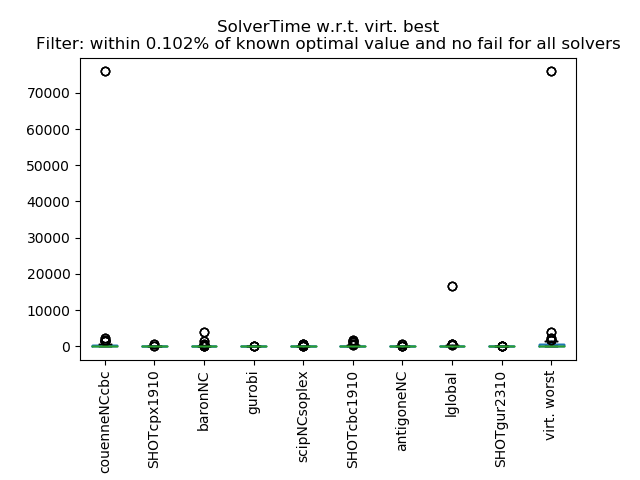 SolverTime w.r.t. virt. best
Filter: within 0.102% of known optimal value and no fail for all solvers
70000
60000
50000
40000
30000
20000
10000
0
couenneNCcbc
SHOTcpx1910
baronNC
gurobi
scipNCsoplex
SHOTcbc1910
antigoneNC
lglobal
SHOTgur2310
virt. worst